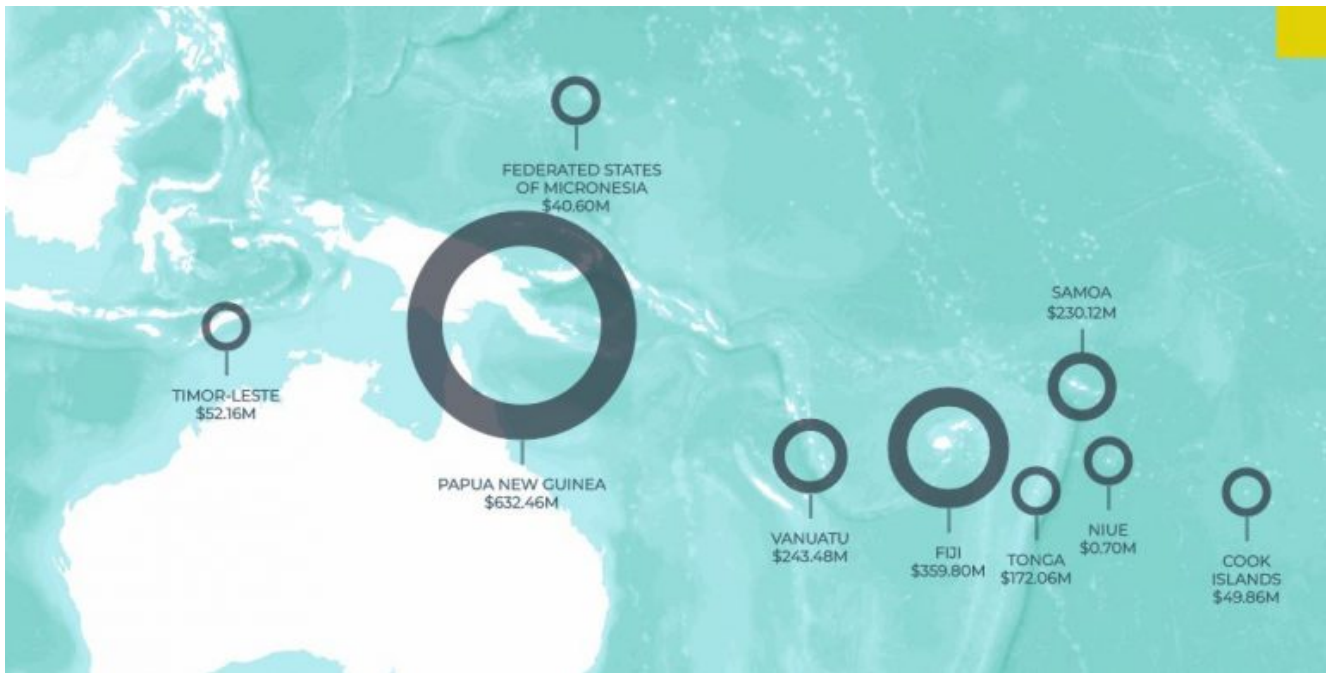 FEDERATED STATES
OF MICRONESIA
$40.60M
SAMOA
$230.12M
TIMOR-LESTE
$52.16M
PAPUA NEW GUINEA
$632.46M
VANUATU
$243.48M
FIJI
$359.80M
TONGA
$172.06M
NIUE
$0.70M
COOK
ISLANDS
$49.86M